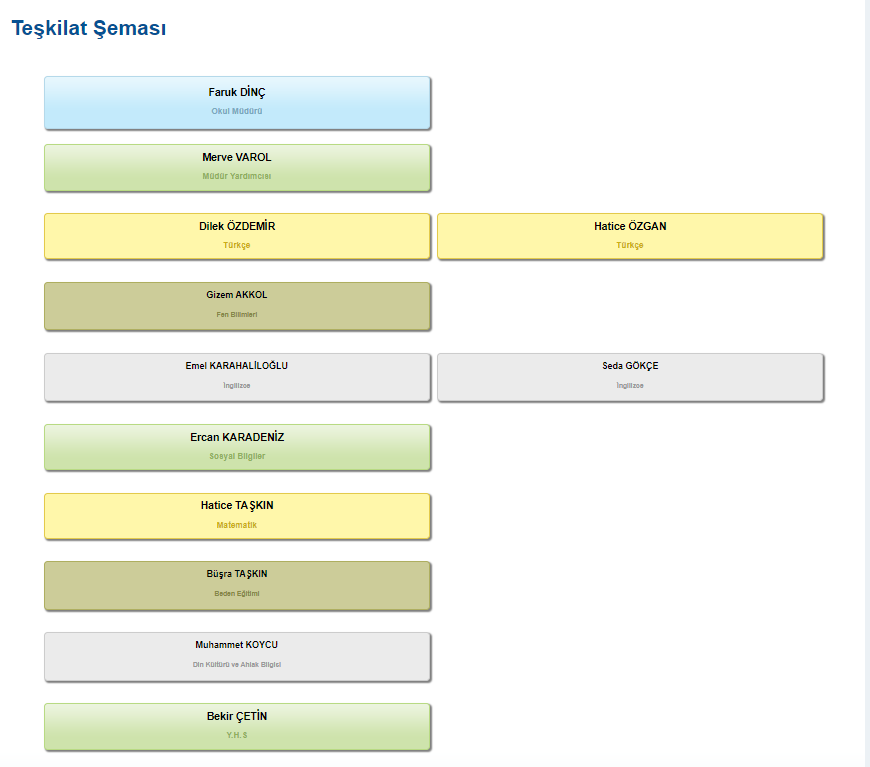 Teşkilat Şeması
Faruk DİNÇ
Okul Müdürü
Merve VAROL
Müdür Yardımcısı
Dilek ÖZDEMİR
Türkçe
Hatice ÖZGAN
Türkçe
Gizem AKKOL
Fen Bilimleri
Emel KARAHALİLOĞLU
İngilizce
Seda GÖKÇE
İngilizce
Ercan KARADENİZ
Sosyal Bilgiler
Hatice TAŞKIN
Matematik
Büşra TAŞKIN
Beden Eğitimi
Muhammet KOYCU
Din Kültürü ve Ahlak Bilgisi
Bekir ÇETİN
Y.H.S